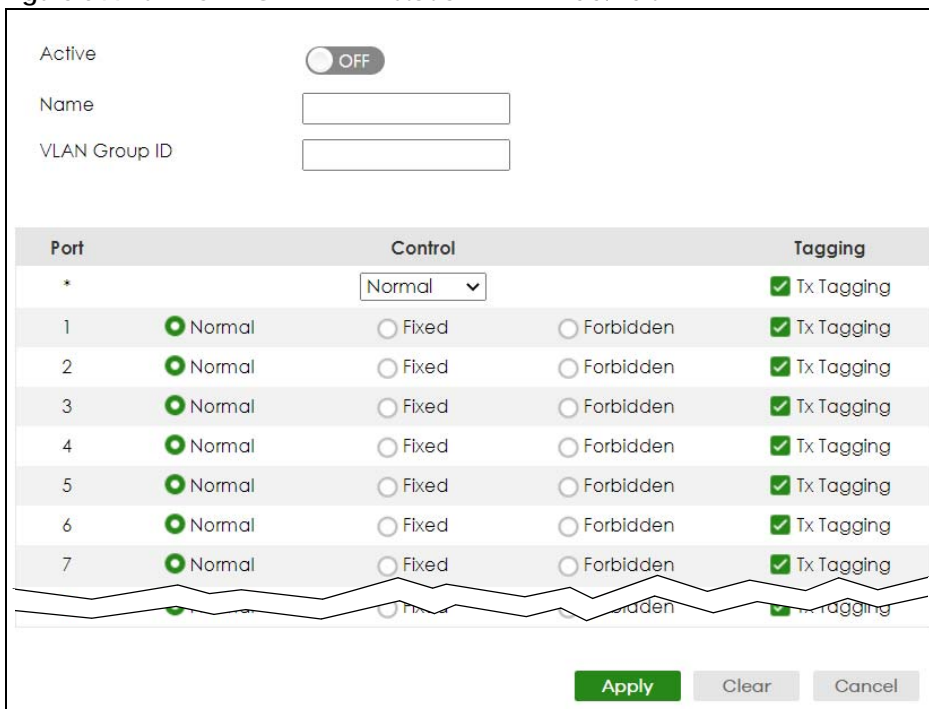 Active OFF
Name
VLAN Group ID
Port Control Tagging
* Normal Tx Tagging
1 Normal Fixed Forbidden Tx Tagging
2 Normal Fixed Forbidden Tx Tagging
3 Normal Fixed Forbidden Tx Tagging
4 Normal Fixed Forbidden Tx Tagging
5 Normal Fixed Forbidden Tx Tagging
6 Normal Fixed Forbidden Tx Tagging
7 Normal Fixed Forbidden Tx Tagging
Apply Clear Cancel